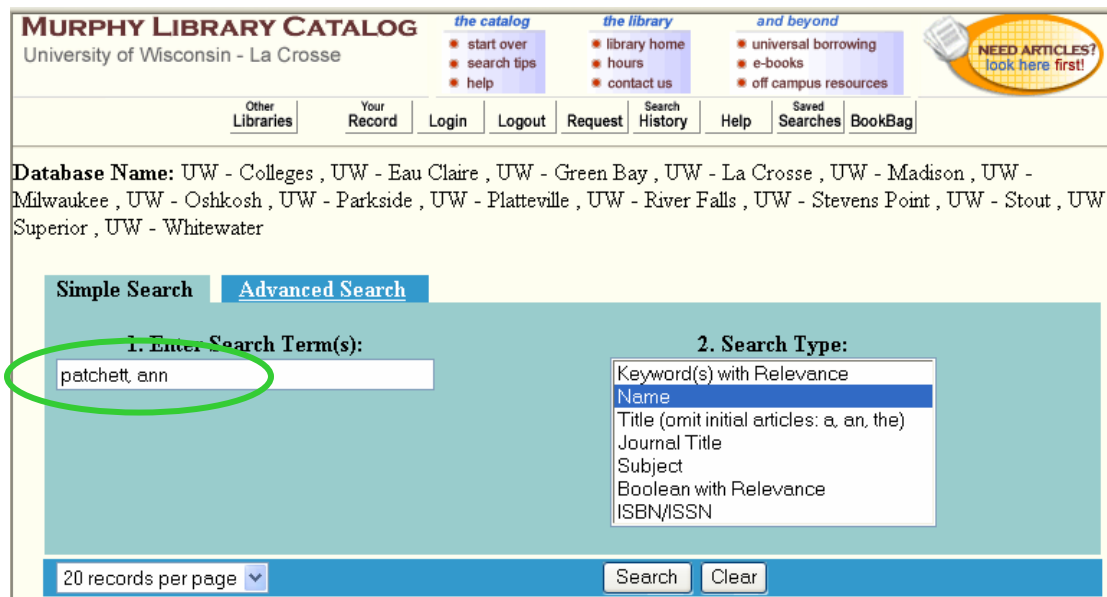 MURPHY LIBRARY CATALOG
University of Wisconsin - La Crosse
the catalog
start over
search tips
help
the library
library home
hours
contact us
and beyond
universal borrowing
e-books
off campus resources
NEED ARTICLES?
look here first!
Other Libraries
Your Record
Login
Logout
Request
Search History
Help
Saved Searches
BookBag
Database Name: UW - Colleges , UW - Eau Claire , UW - Green Bay , UW - La Crosse , UW - Madison , UW -
Milwaukee , UW - Oshkosh , UW - Parkside , UW - Platteville , UW - River Falls , UW - Stevens Point , UW - Stout , UW
Superior , UW - Whitewater
Simple Search
Advanced Search
1. Enter Search Term(s):
patchett, ann
2. Search Type:
Keyword(s) with Relevance
Name
Title (omit initial articles: a, an, the)
Journal Title
Subject
Boolean with Relevance
ISBN/ISSN
20 records per page
Search
Clear